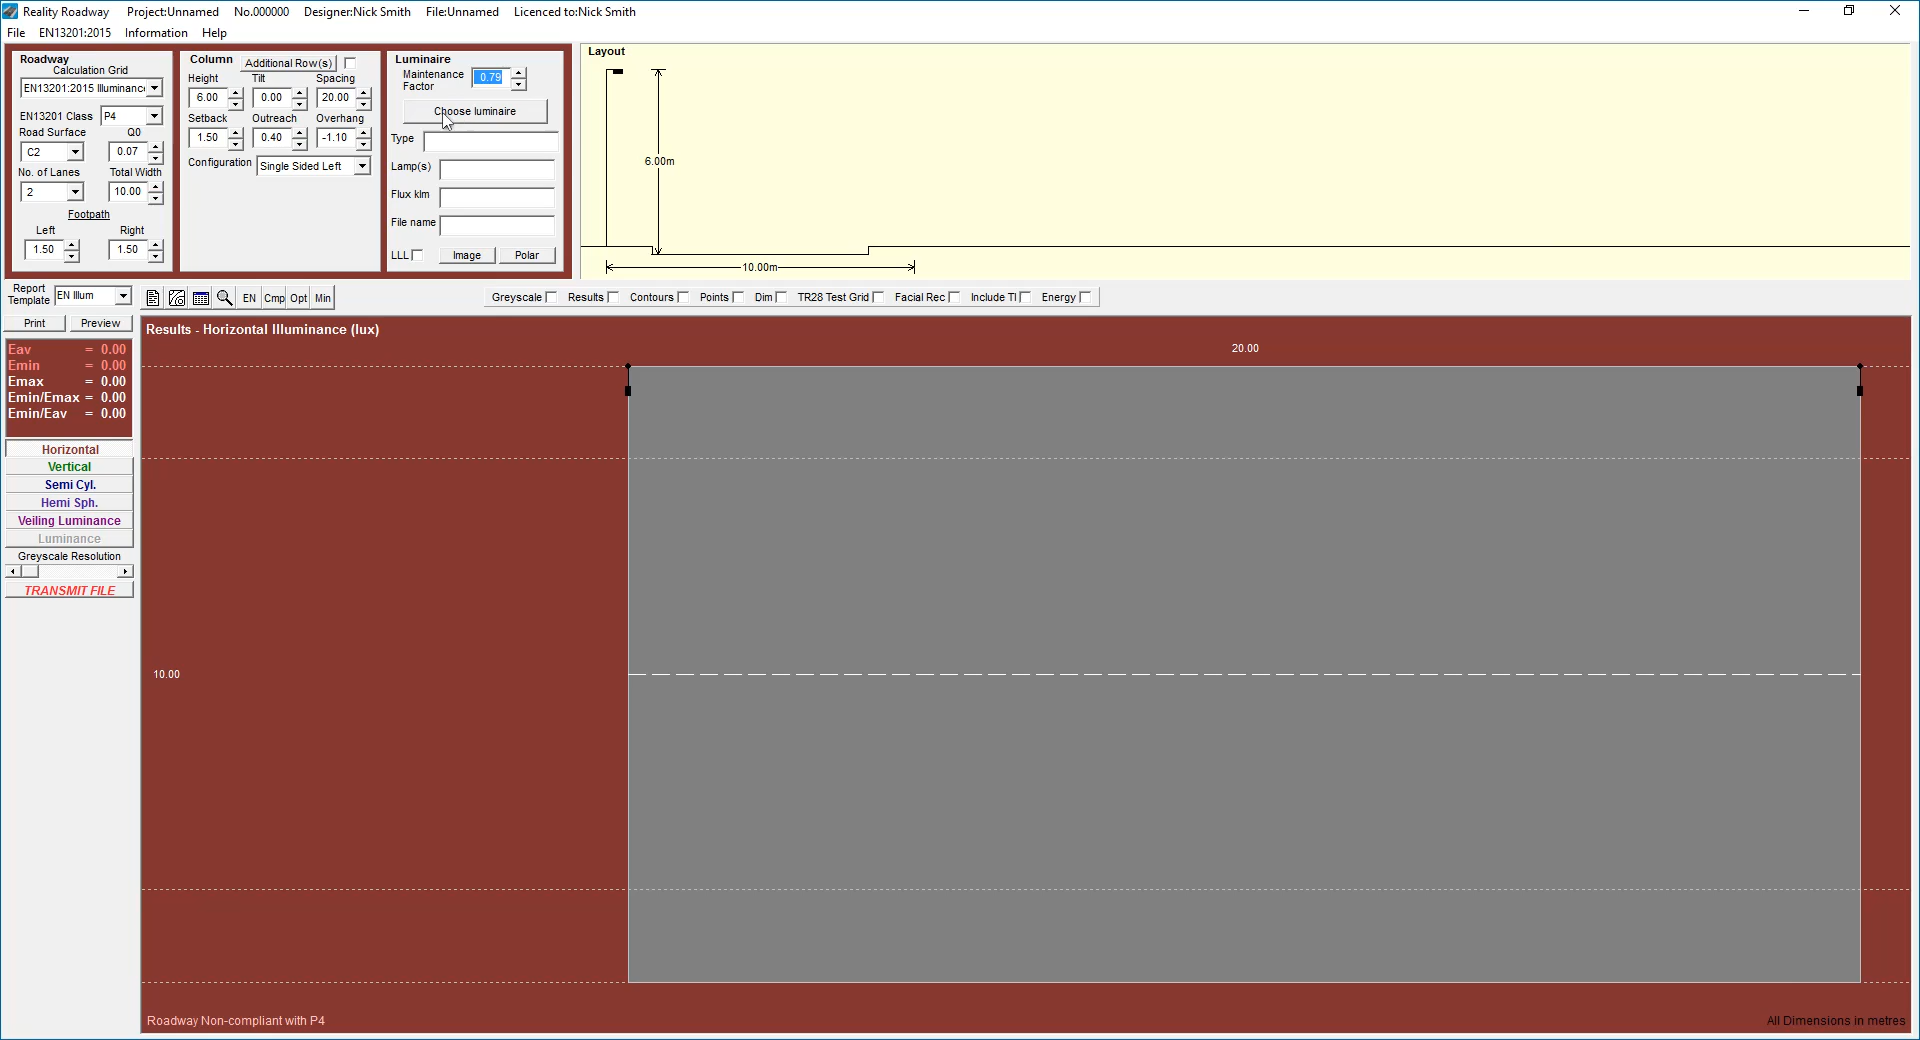 Reality Roadway Project:Unnamed No.000000 Designer:Nick Smith File:Unnamed Licenced to:Nick Smith
File EN13201:2015 Information Help
Roadway
Calculation Grid
EN13201:2015 Illuminanc
EN13201 Class P4
Road Surface Q0
C2 0.07
No. of Lanes Total Width
2 10.00
Footpath
Left Right
1.50 1.50
Column Additional Row(s)
Height Tilt Spacing
6.00 0.00 20.00
Setback Outreach Overhang
1.50 0.40 -1.10
Configuration Single Sided Left
Luminaire
Maintenance
Factor 0.79
Choose luminaire
Type
Lamp(s)
Flux klm
File name
LLL Image Polar
Layout
6.00m
10.00m
Report
Template EN Illum
EN Cmp Opt Min
Greyscale Results Contours Points Dim TR28 Test Grid Facial Rec Include TI Energy
Print Preview
Eav = 0.00
Emin = 0.00
Emax = 0.00
Emin/Emax = 0.00
Emin/Eav = 0.00
Horizontal
Vertical
Semi Cyl.
Hemi Sph.
Veiling Luminance
Luminance
Greyscale Resolution
TRANSMIT FILE
Results - Horizontal Illuminance (lux)
20.00
10.00
Roadway Non-compliant with P4
All Dimensions in metres